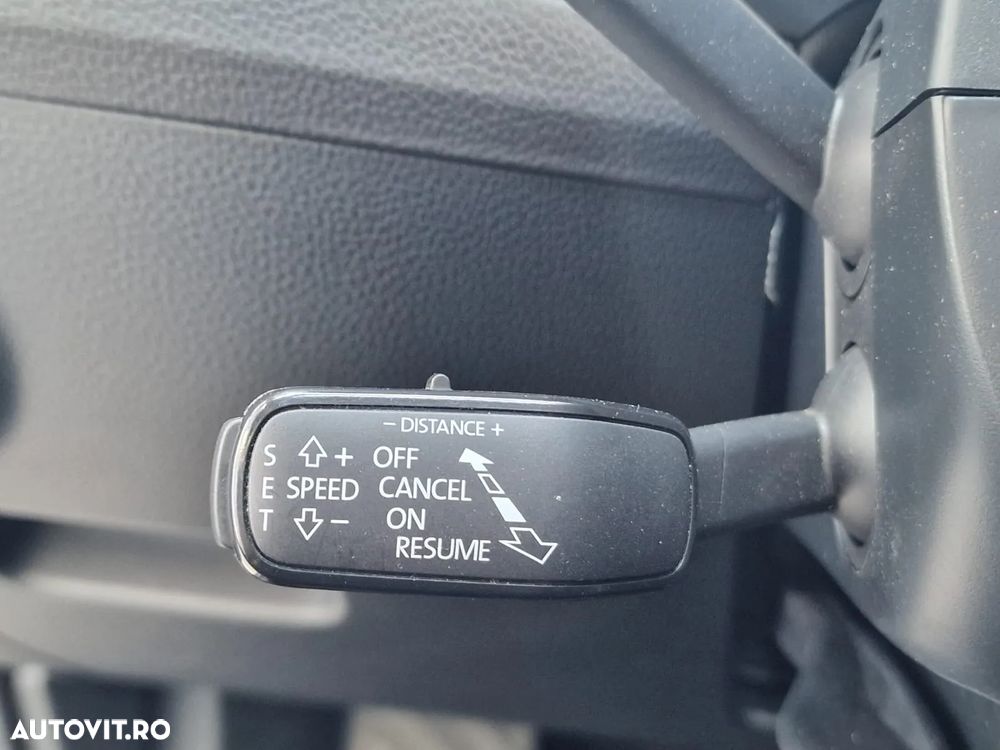 – DISTANCE +
S + OFF
E SPEED CANCEL
T – ON
RESUME
AUTOVIT.RO